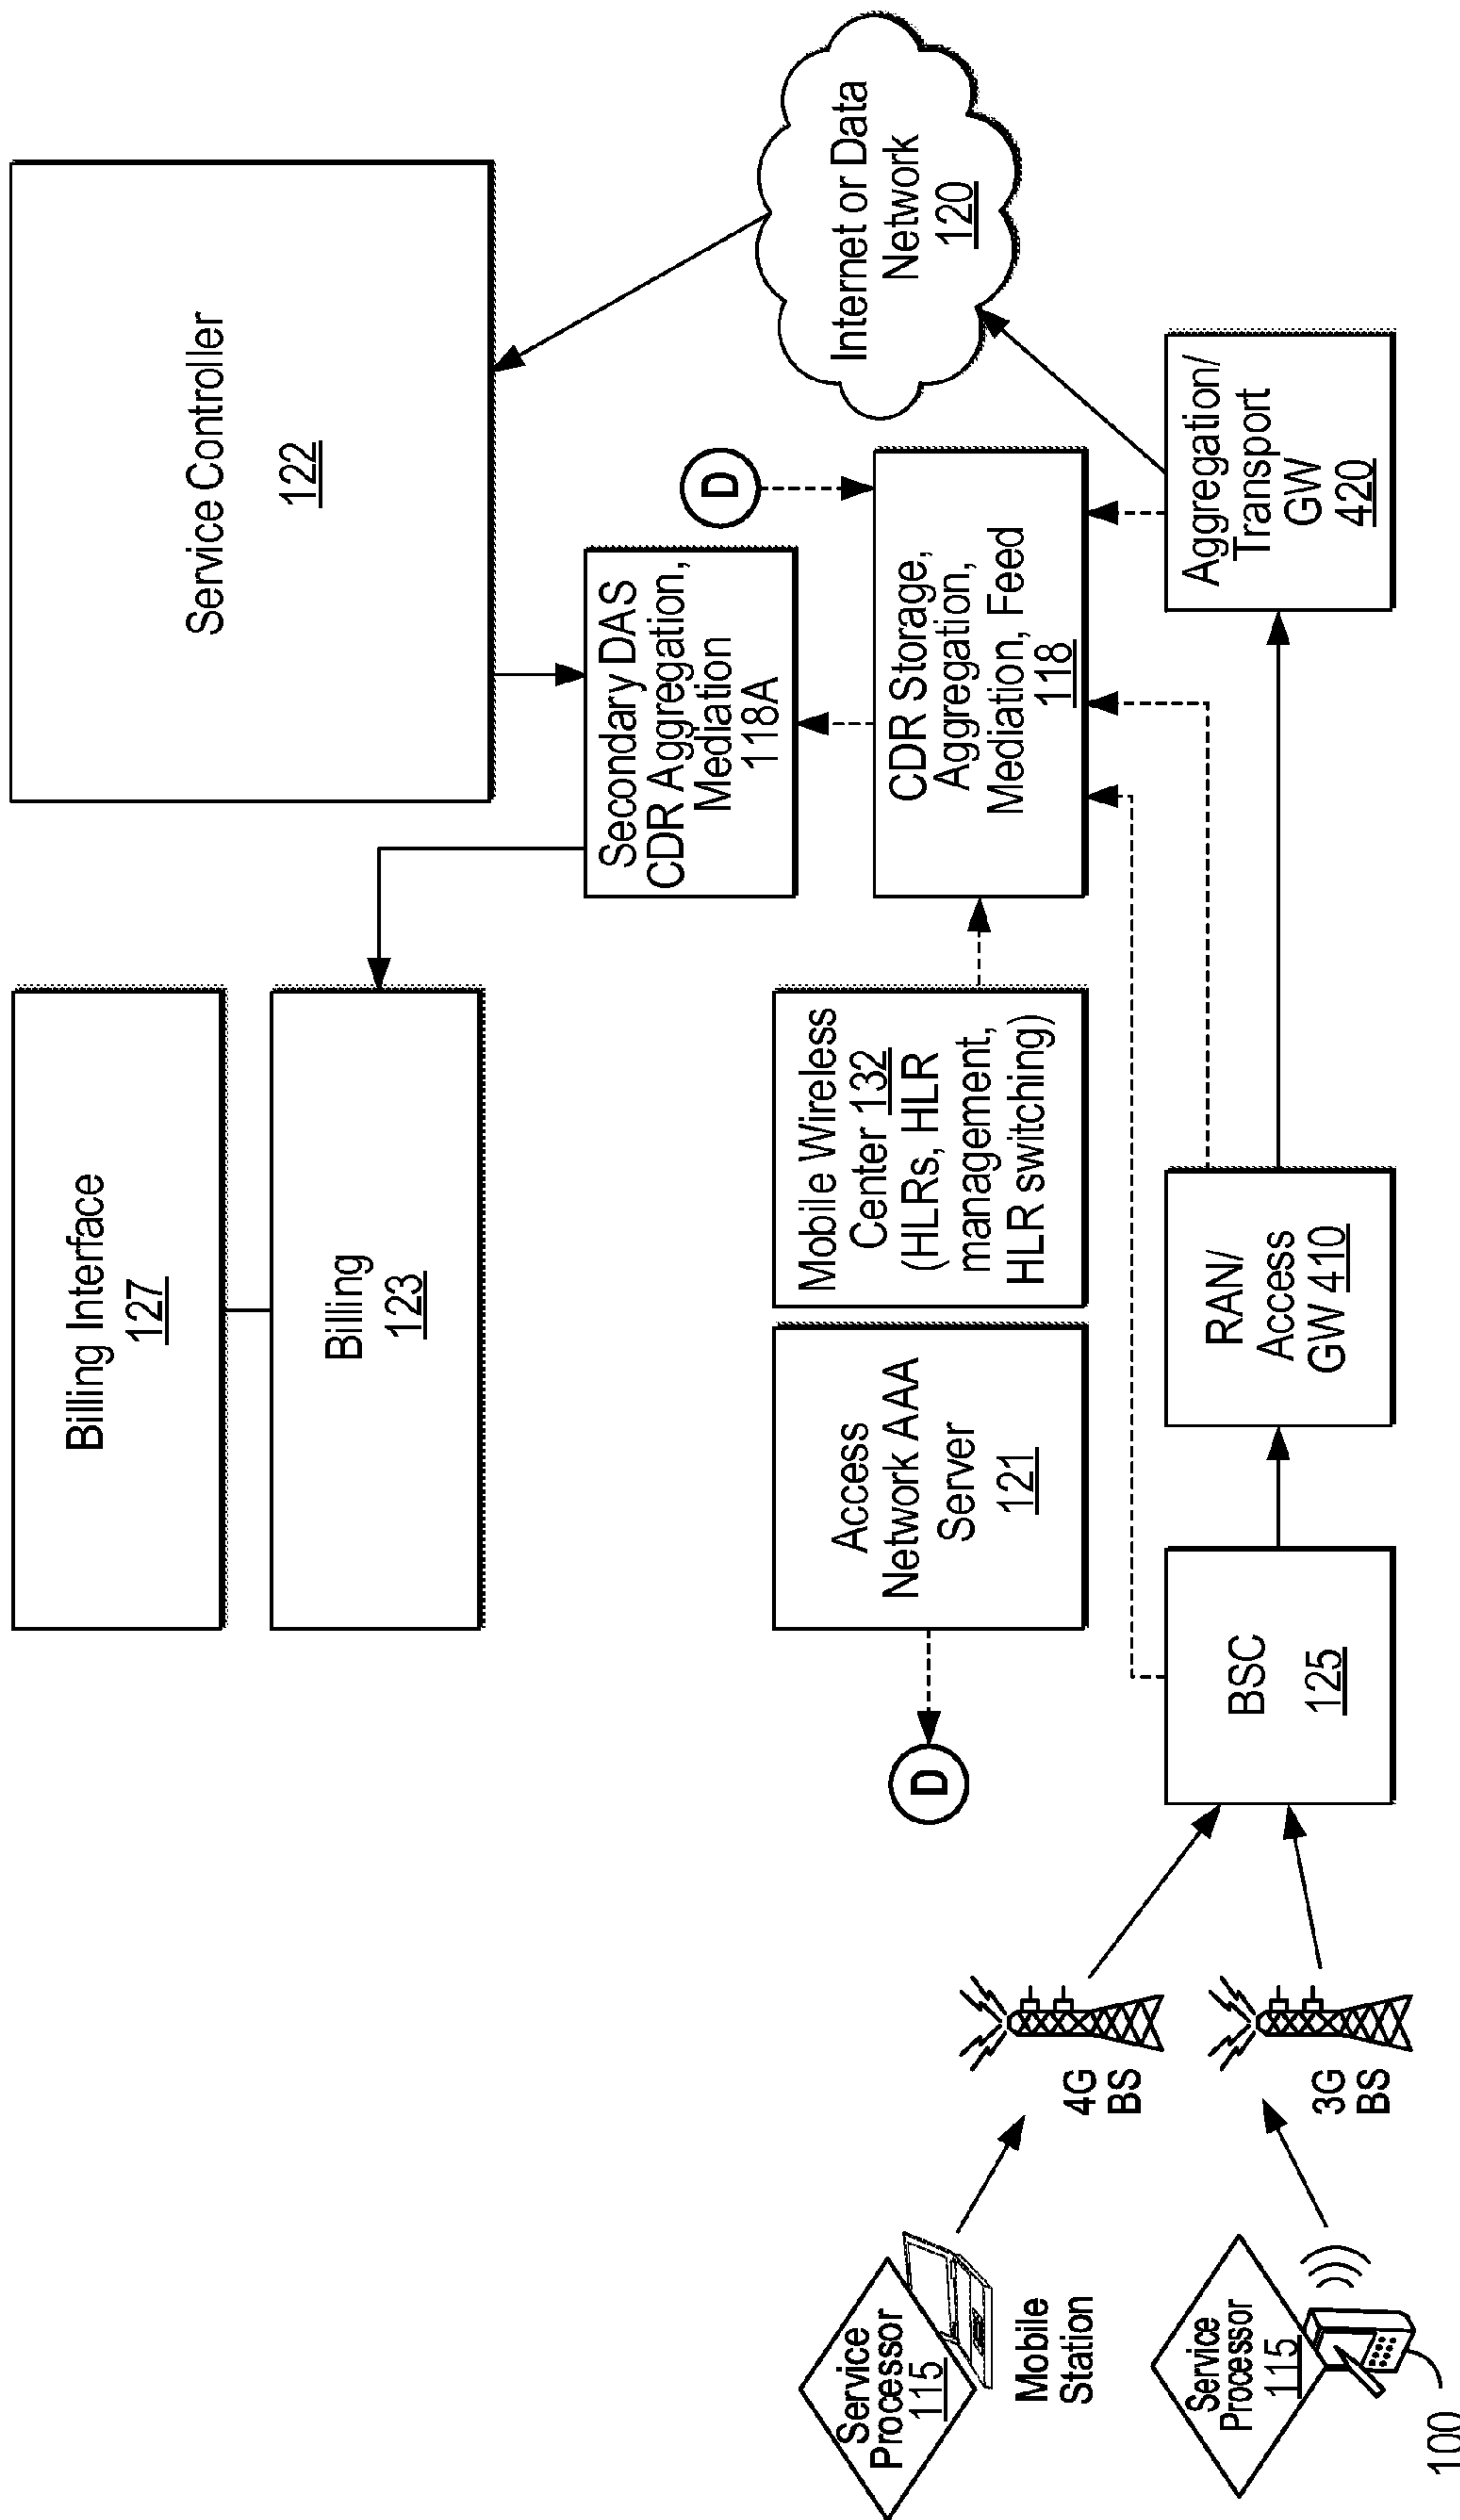 Billing Interface
127
Billing
123
Service Controller
122
Secondary DAS
CDR Aggregation,
Mediation
118A
D
Access
Network AAA
Server
121
Mobile Wireless
Center 132
(HLRs, HLR
management,
HLR switching)
CDR Storage,
Aggregation,
Mediation, Feed
118
Internet or Data
Network
120
D
Service
Processor
115
Mobile
Station
4G
BS
Service
Processor
115
100
3G
BS
BSC
125
RAN/
Access
GW 410
Aggregation/
Transport
GW
420